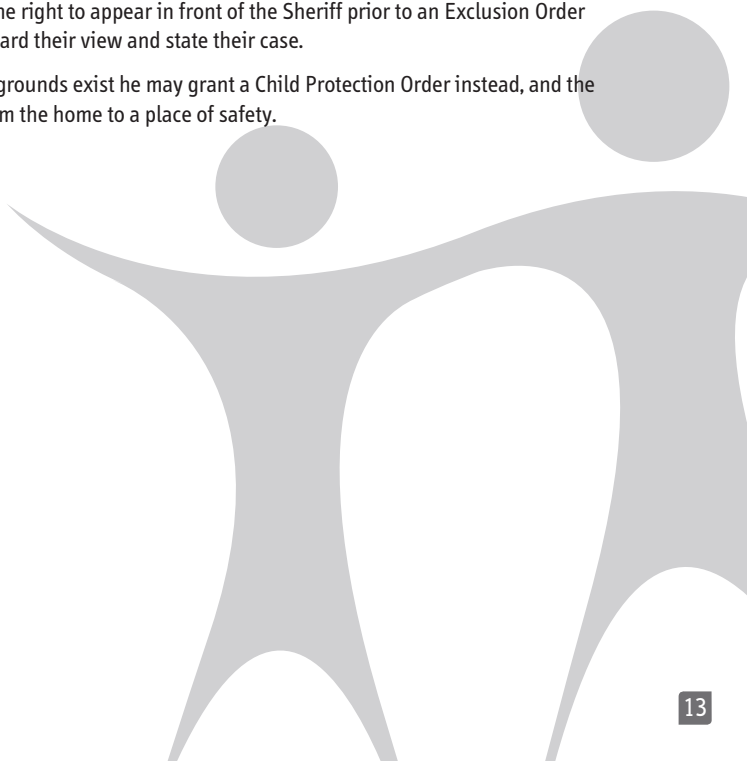 he right to appear in front of the Sheriff prior to an Exclusion Order
ard their view and state their case.
grounds exist he may grant a Child Protection Order instead, and the
m the home to a place of safety.
13